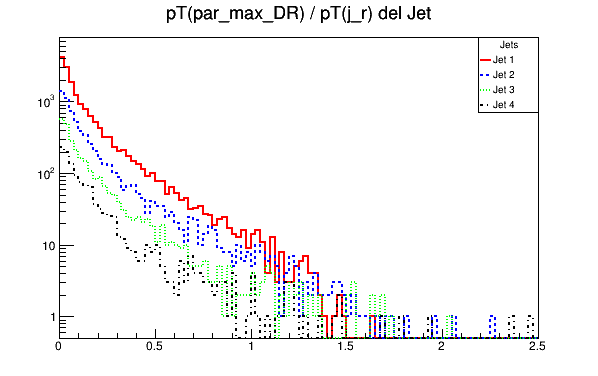 pT(par_max_DR) / pT(j_r) del Jet
Jets
Jet 1
Jet 2
Jet 3
Jet 4
10³
10²
10
1
0 0.5 1 1.5 2 2.5